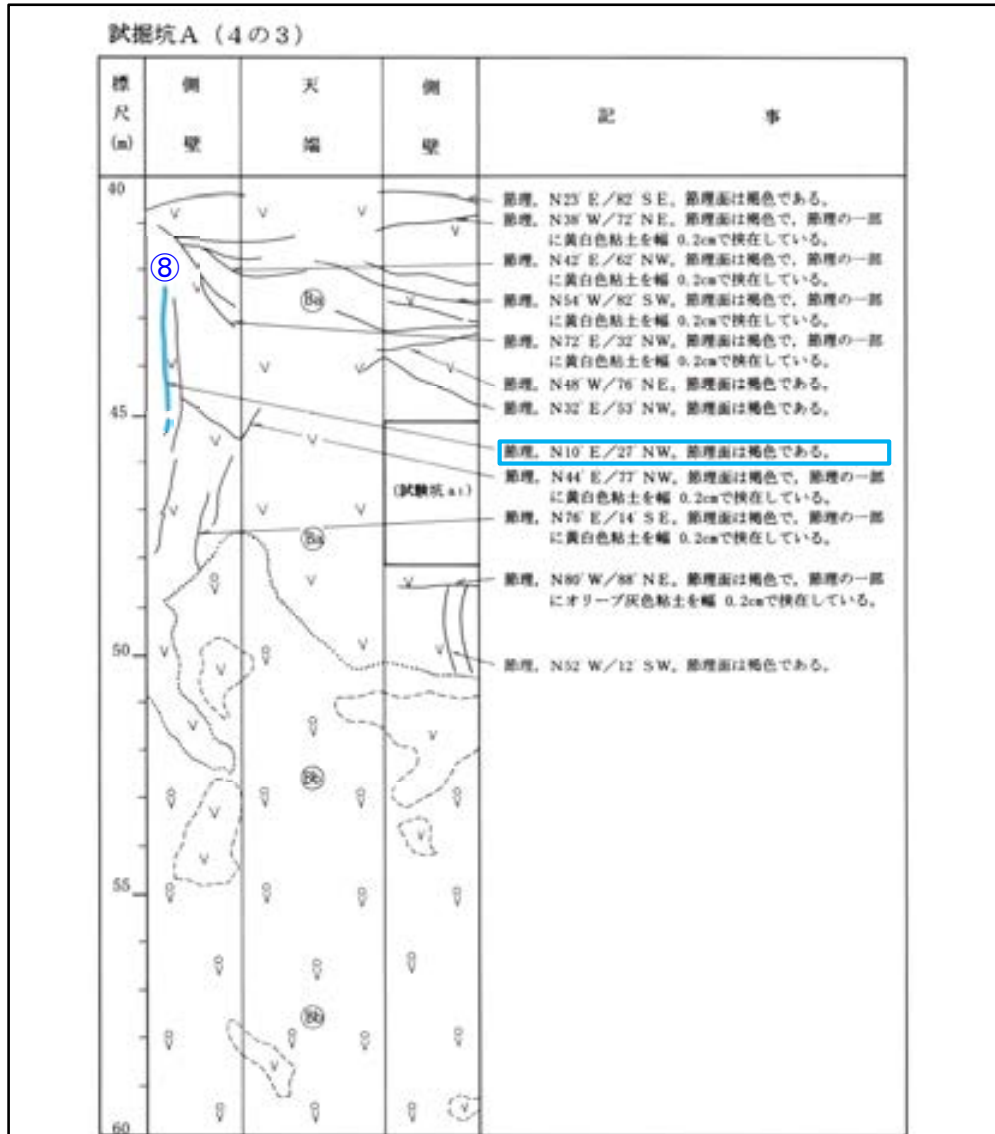 試掘坑A（4の3）
標尺(m)
側壁
天端
側壁
記事
40
節理，N23°E／82°SE。節理面は褐色である。
節理，N38°W／72°NE。節理面は褐色で，節理の一部
に黄白色粘土を幅 0.2cmで挟在している。
⑧
節理，N42°E／62°NW。節理面は褐色で，節理の一部
に黄白色粘土を幅 0.2cmで挟在している。
Ba
節理，N54°W／82°SW。節理面は褐色で，節理の一部
に黄白色粘土を幅 0.2cmで挟在している。
節理，N72°E／32°NW。節理面は褐色で，節理の一部
に黄白色粘土を幅 0.2cmで挟在している。
節理，N48°W／76°NE。節理面は褐色である。
節理，N32°E／53°NW。節理面は褐色である。
45
節理，N10°E／27°NW。節理面は褐色である。
節理，N44°E／77°NW。節理面は褐色で，節理の一部
に黄白色粘土を幅 0.2cmで挟在している。
(試験坑a₁)
節理，N76°E／14°SE。節理面は褐色で，節理の一部
に黄白色粘土を幅 0.2cmで挟在している。
Ba
節理，N80°W／88°NE。節理面は褐色で，節理の一部
にオリーブ灰色粘土を幅 0.2cmで挟在している。
50
節理，N52°W／12°SW。節理面は褐色である。
Bb
55
Bb
60